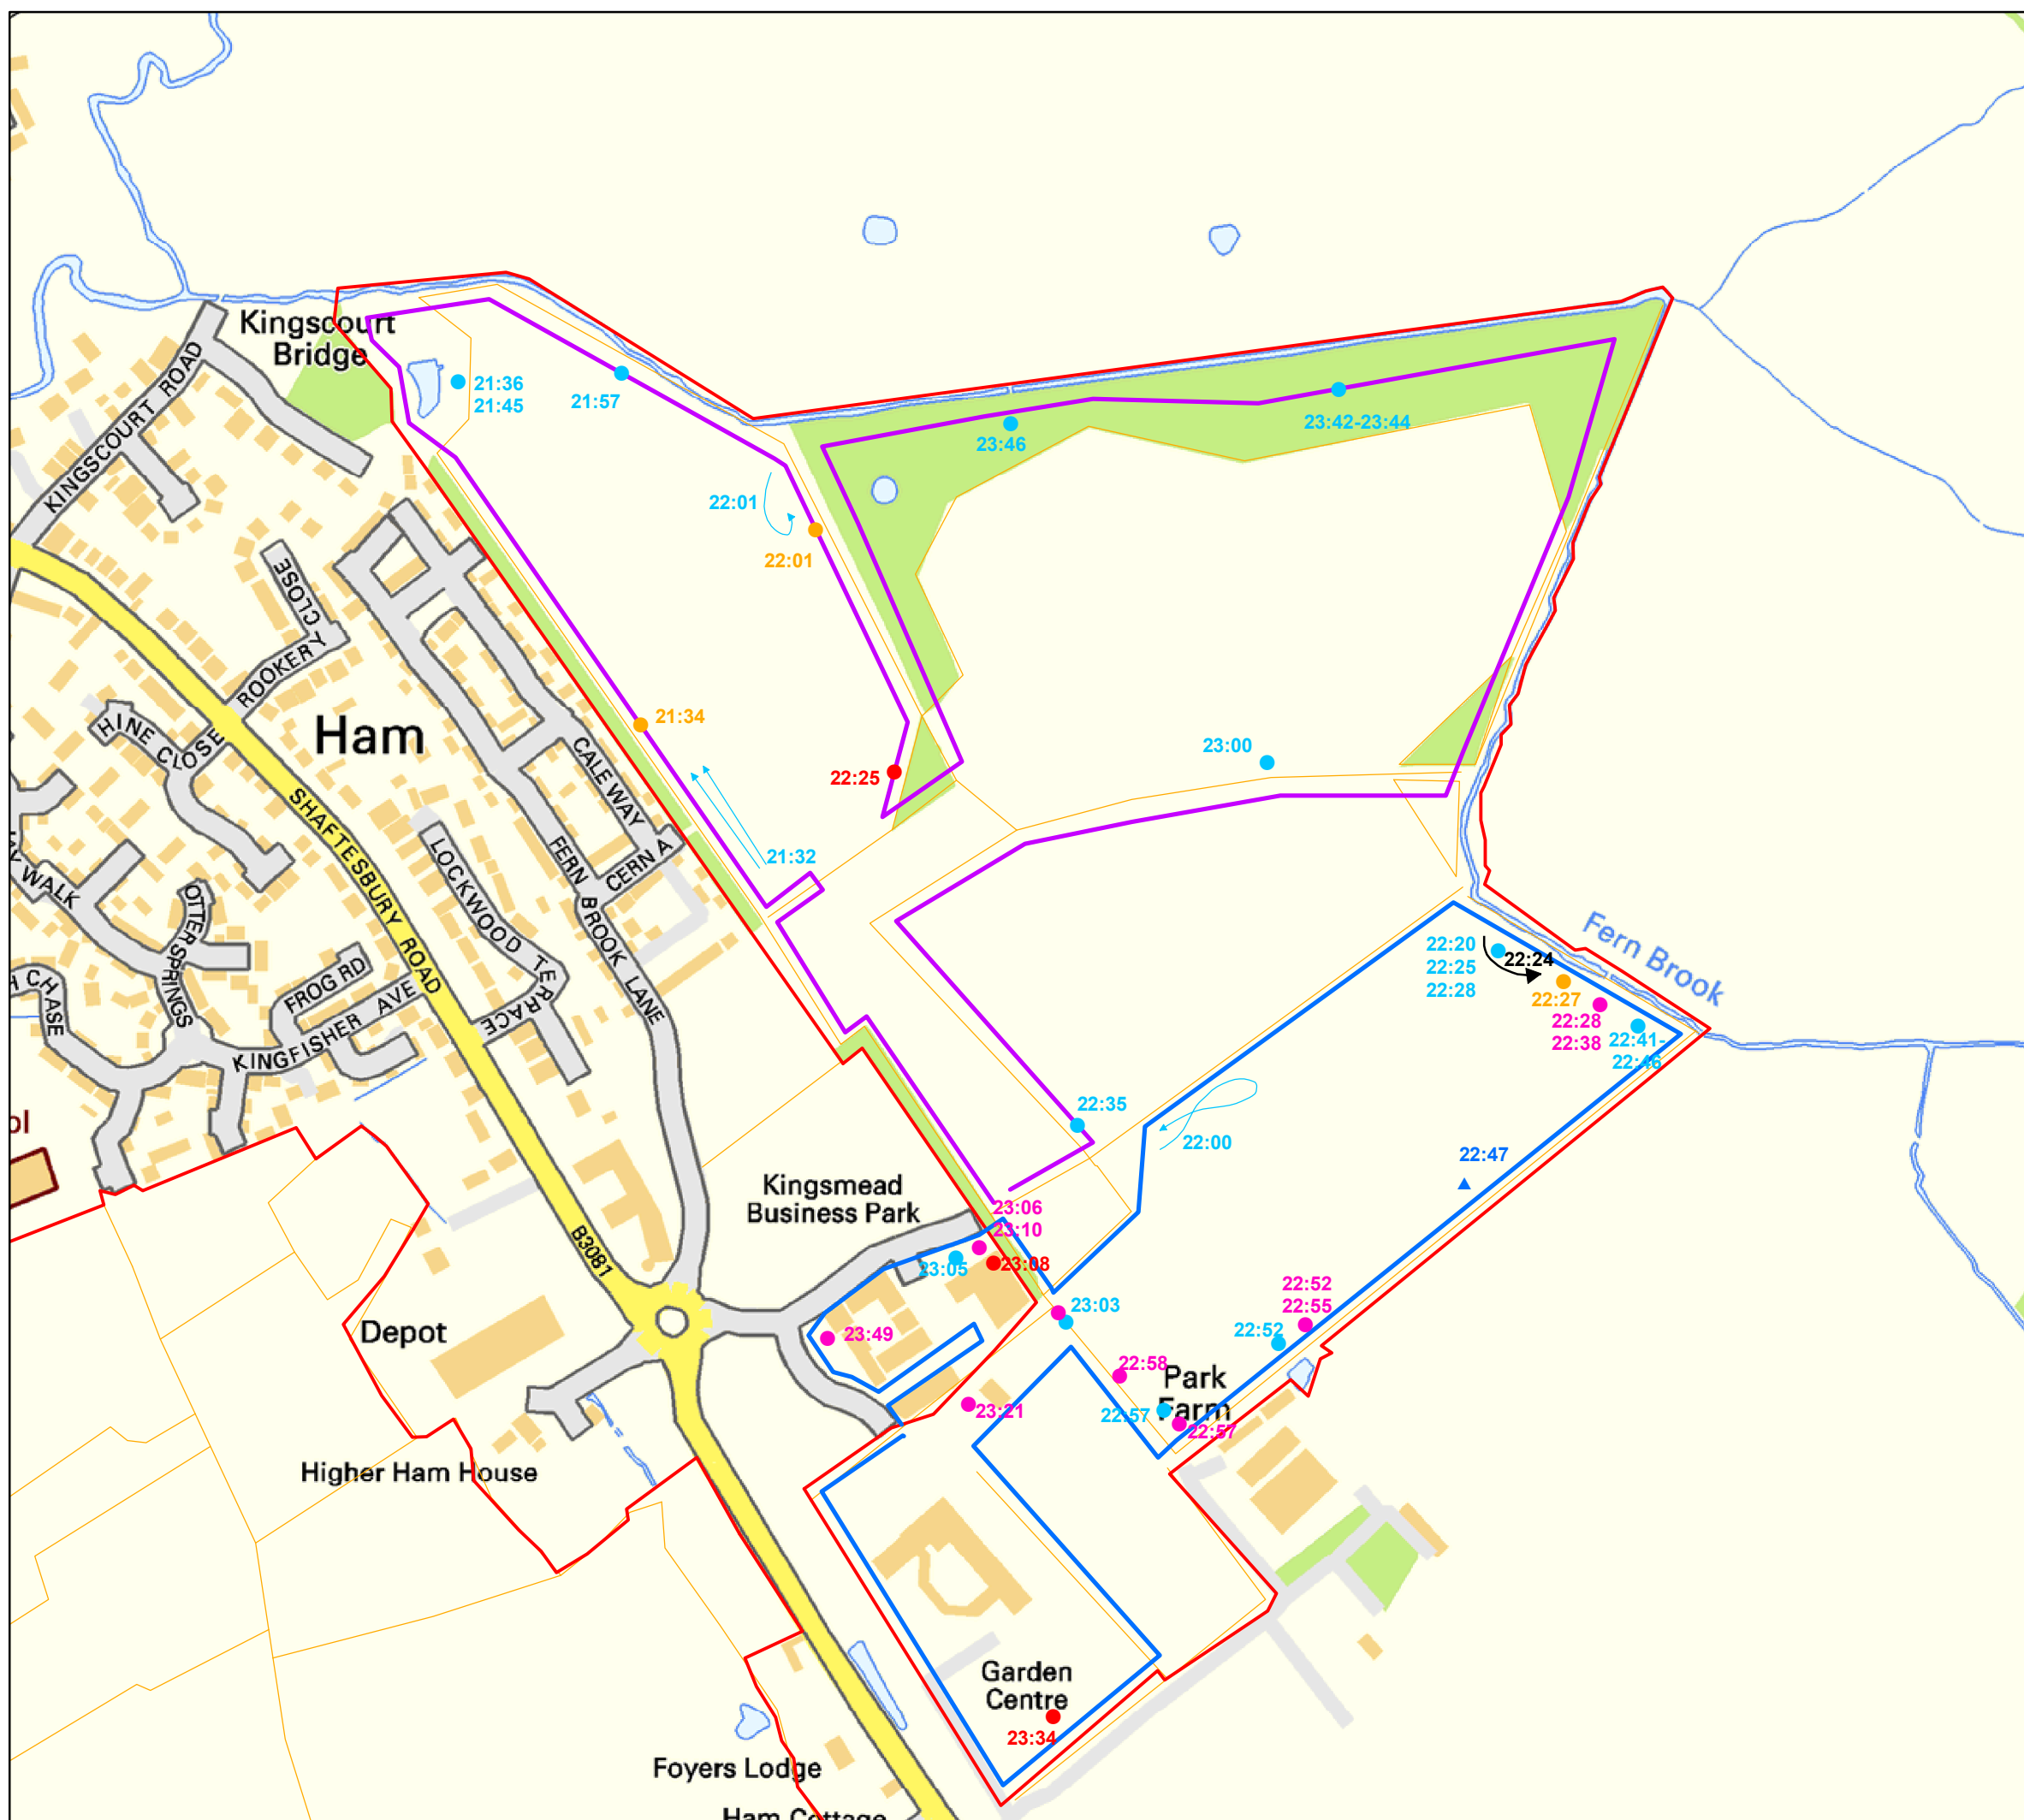 Kingscourt
Bridge
KINGSCOURT ROAD
21:36
21:45
21:57
23:46
23:42-23:44
22:01
22:01
ROOKERY CLOSE
HINE CLOSE
Ham
21:34
CALE WAY
22:25
23:00
SHAFTESBURY ROAD
LOCKWOOD TERRACE
FERN BROOK LANE
CERN A
21:32
WALK
OTTER SPRINGS
FROG RD
KINGFISHER AVE
CHASE
Fern Brook
22:20
22:25
22:28
22:24
22:27
22:28
22:38
22:41-
22:46
22:35
22:00
22:47
ol
Kingsmead
Business Park
B3081
23:06
23:10
23:05
23:08
23:03
22:52
22:55
22:52
23:49
Depot
22:58
Park
Farm
22:57
22:57
23:21
Higher Ham House
Garden
Centre
23:34
Foyers Lodge
Ham Cottage